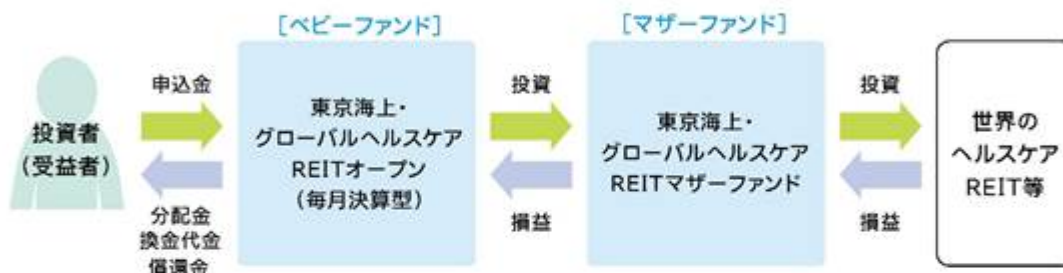 [ベビーファンド]
[マザーファンド]
申込金
投資者
(受益者)
分配金
換金代金
償還金
東京海上・
グローバルヘルスケア
REITオープン
(毎月決算型)
投資
損益
東京海上・
グローバルヘルスケア
REITマザーファンド
投資
損益
世界の
ヘルスケア
REIT等